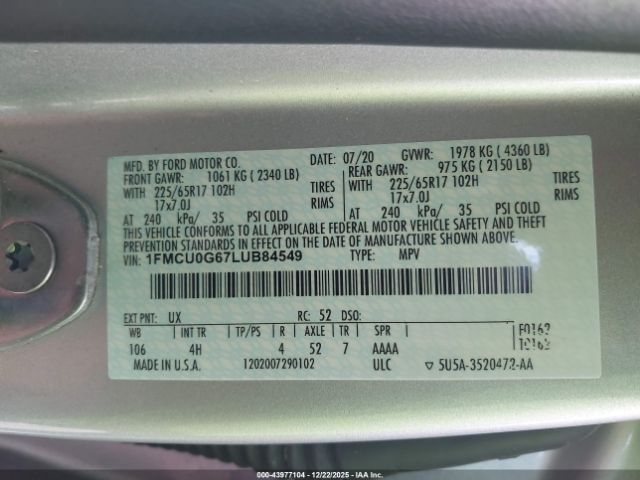 MFD. BY FORD MOTOR CO. DATE: 07/20 GVWR: 1978 KG ( 4360 LB)
FRONT GAWR: 1061 KG ( 2340 LB) REAR GAWR: 975 KG ( 2150 LB)
WITH 225/65R17 102H TIRES WITH 225/65R17 102H TIRES
17x7.0J RIMS 17x7.0J RIMS
AT 240 kPa/ 35 PSI COLD AT 240 kPa/ 35 PSI COLD
THIS VEHICLE CONFORMS TO ALL APPLICABLE FEDERAL MOTOR VEHICLE SAFETY AND THEFT
PREVENTION STANDARDS IN EFFECT ON THE DATE OF MANUFACTURE SHOWN ABOVE.
VIN: 1FMCU0G67LUB84549 TYPE: MPV
EXT PNT: UX RC: 52 DSO:
WB INT TR TP/PS R AXLE TR SPR
106 4H 4 52 7 AAAA
F0162
T0162
MADE IN U.S.A. 1202007290102 ULC 5U5A-3520472-AA
000-43977104 - 12/22/2025 - IAAI.COM